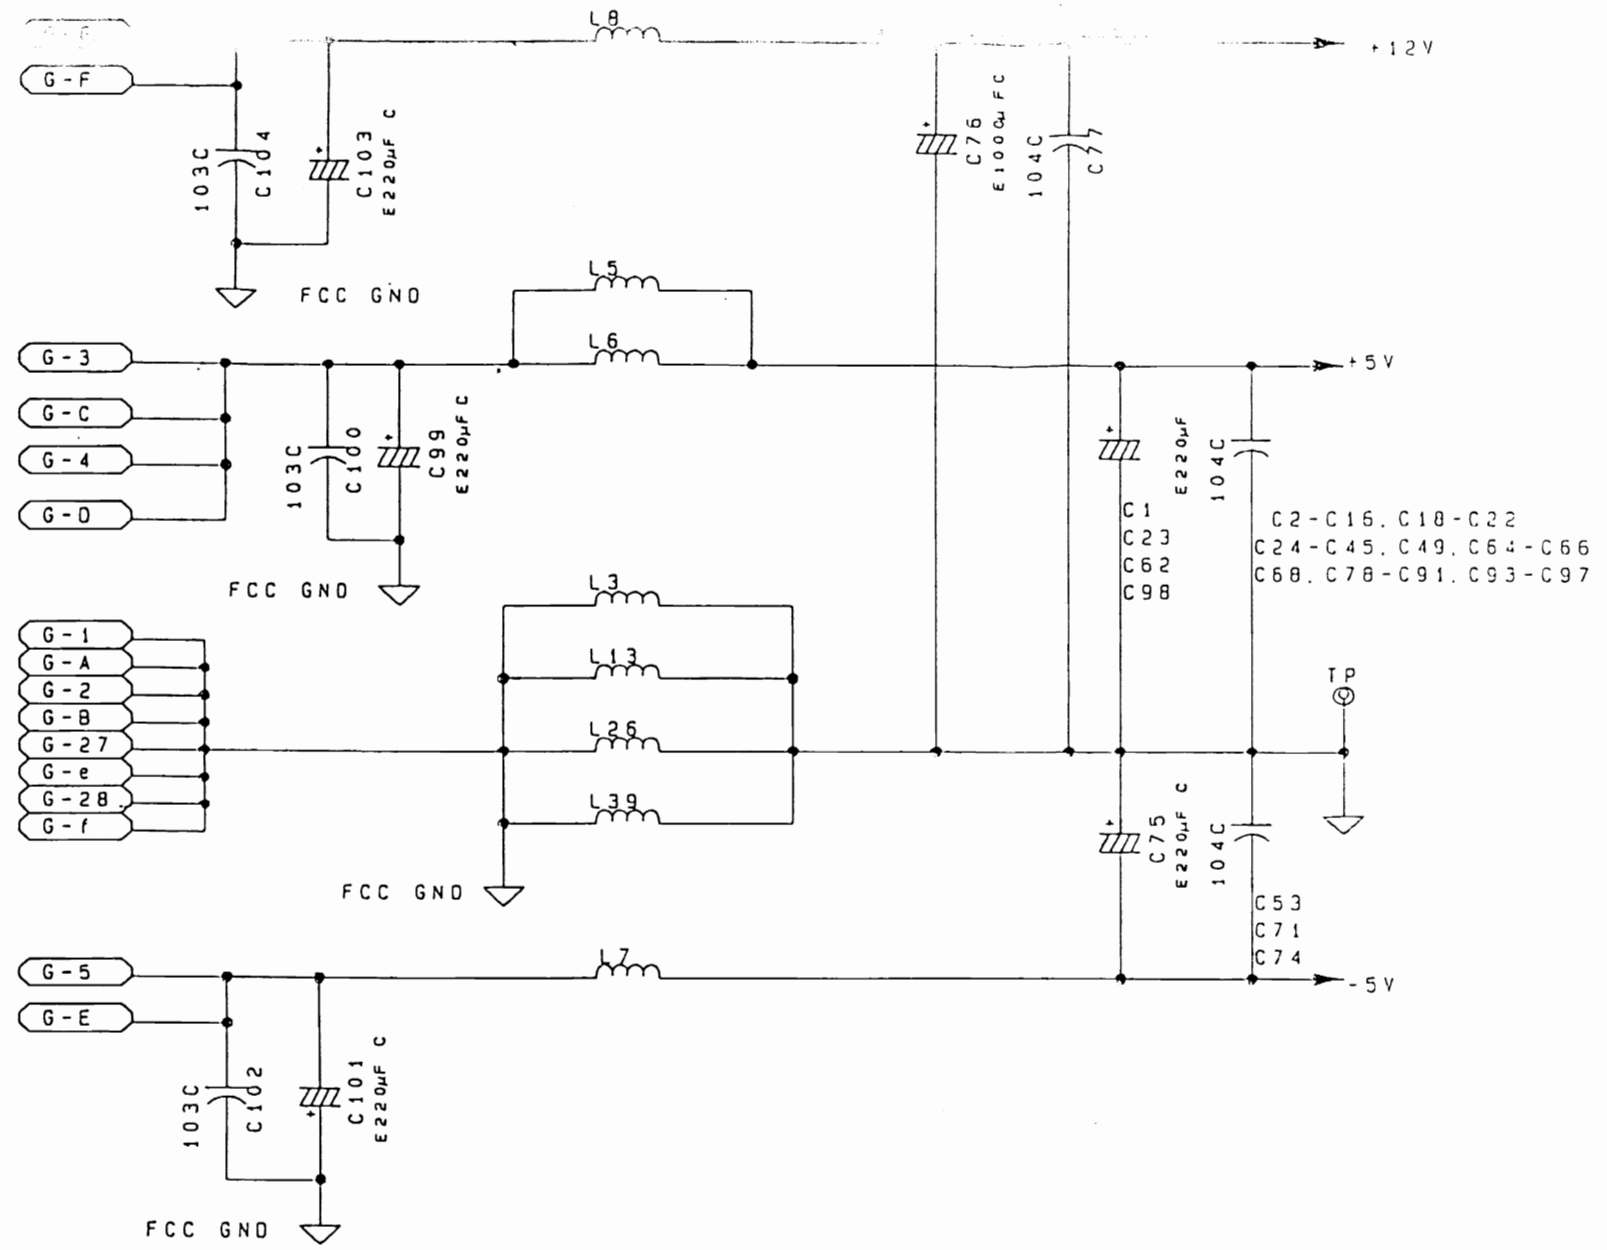 L8
+12V
G-F
103C
C104
C103
E220µF C
C76
E1000µFC
104C
C77
FCC GND
L5
L6
G-3
+5V
G-C
G-4
G-D
103C
C100
C99
E220µFC
E220µF
104C
C1
C23
C62
C98
C2-C16, C18-C22
C24-C45, C49, C64-C66
C68, C78-C91, C93-C97
FCC GND
L3
G-1
G-A
G-2
G-B
G-27
G-e
G-28
G-f
L13
L26
L39
TP
C75
E220µF C
104C
C53
C71
C74
FCC GND
G-5
G-E
L7
-5V
103C
C102
C101
E220µF C
FCC GND